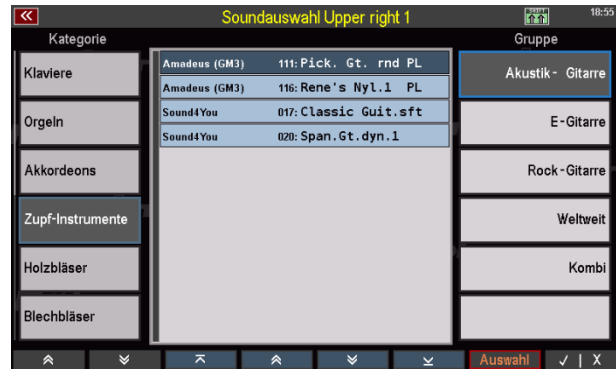 Soundauswahl Upper right 1
SHIFT
18:55
Kategorie
Gruppe
Klaviere
Orgeln
Akkordeons
Zupf-Instrumente
Holzbläser
Blechbläser
Amadeus (GM3) 111: Pick. Gt. rnd PL
Amadeus (GM3) 116: Rene's Nyl.1 PL
Sound4You 017: Classic Guit.sft
Sound4You 020: Span.Gt.dyn.1
Akustik- Gitarre
E-Gitarre
Rock-Gitarre
Weltweit
Kombi
Auswahl
✓ | X